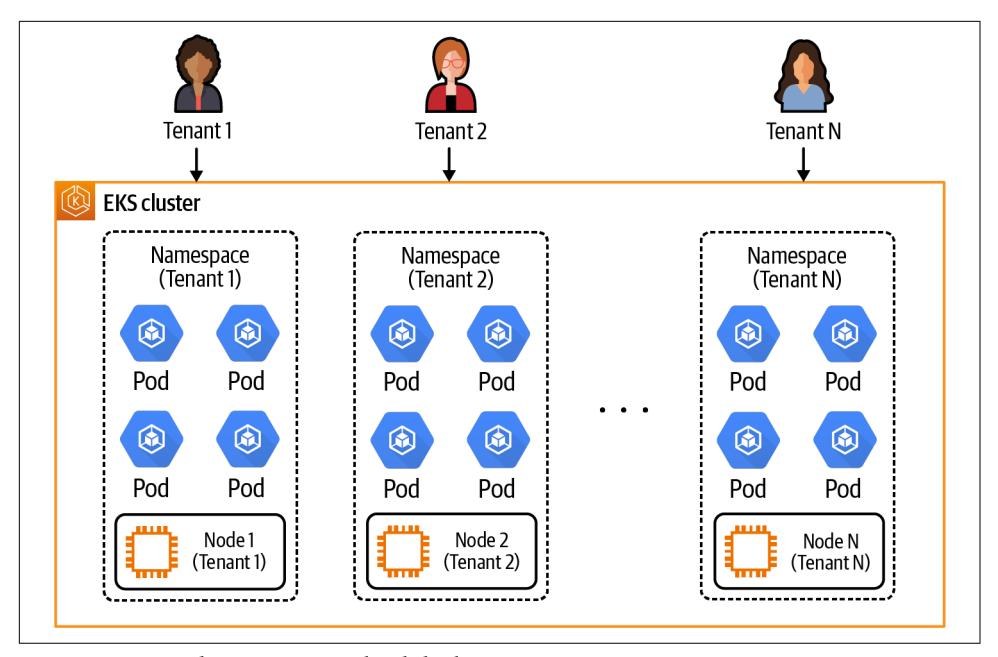 Tenant 1
Tenant 2
Tenant N
EKS cluster
Namespace
(Tenant 1)
Namespace
(Tenant 2)
Namespace
(Tenant N)
Pod
Pod
Pod
Pod
Pod
Pod
. . .
Pod
Pod
Pod
Pod
Pod
Pod
Node 1
(Tenant 1)
Node 2
(Tenant 2)
Node N
(Tenant N)